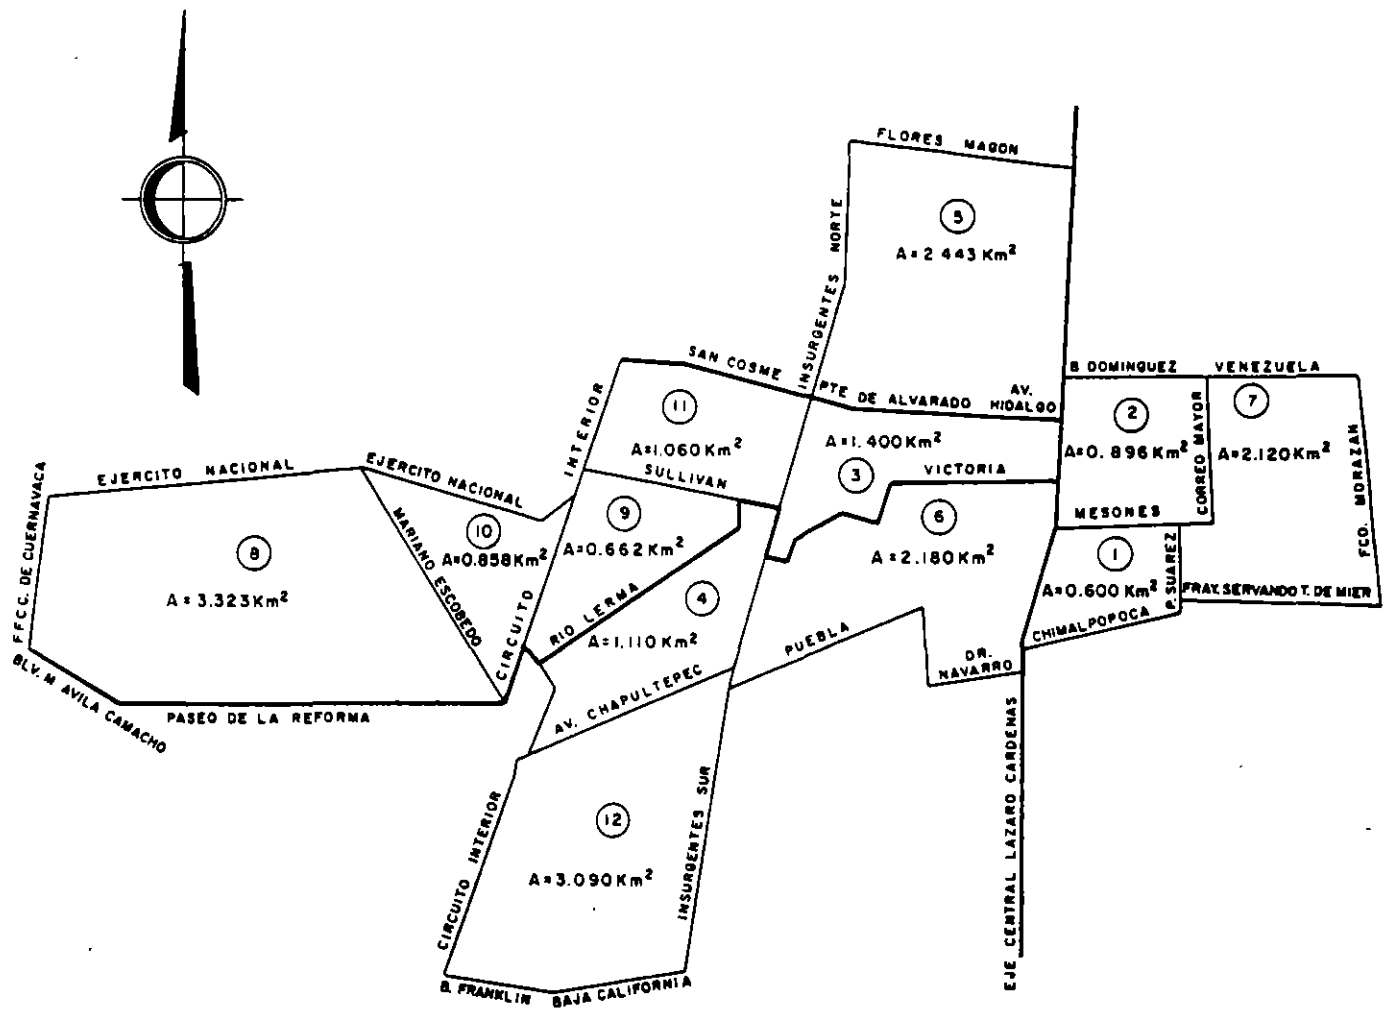 FLORES MAGON
INSURGENTES NORTE
5
A=2 443 Km²
SAN COSME
PTE DE ALVARADO
AV.
HIDALGO
B DOMINGUEZ
VENEZUELA
INTERIOR
11
A=1.060 Km²
SULLIVAN
A=1.400 Km²
3
VICTORIA
2
A=0.896 Km²
CORREO MAYOR
7
A=2.120 Km²
FCO. MORAZAN
MESONES
EJERCITO NACIONAL
EJERCITO NACIONAL
FFCC. DE CUERNAVACA
8
A=3.323 Km²
MARIANO ESCOBEDO
10
A=0.858 Km²
9
A=0.662 Km²
6
A=2.180 Km²
1
A=0.600 Km²
P. SUAREZ
FRAY. SERVANDO T. DE MIER
CHIMALPOPOCA
CIRCUITO
RIO LERMA
4
A=1.110 Km²
PUEBLA
DR.
NAVARRO
BLV. M AVILA CAMACHO
PASEO DE LA REFORMA
AV. CHAPULTEPEC
CIRCUITO INTERIOR
12
A=3.090 Km²
INSURGENTES SUR
EJE CENTRAL LAZARO CARDENAS
B. FRANKLIN
BAJA CALIFORNIA